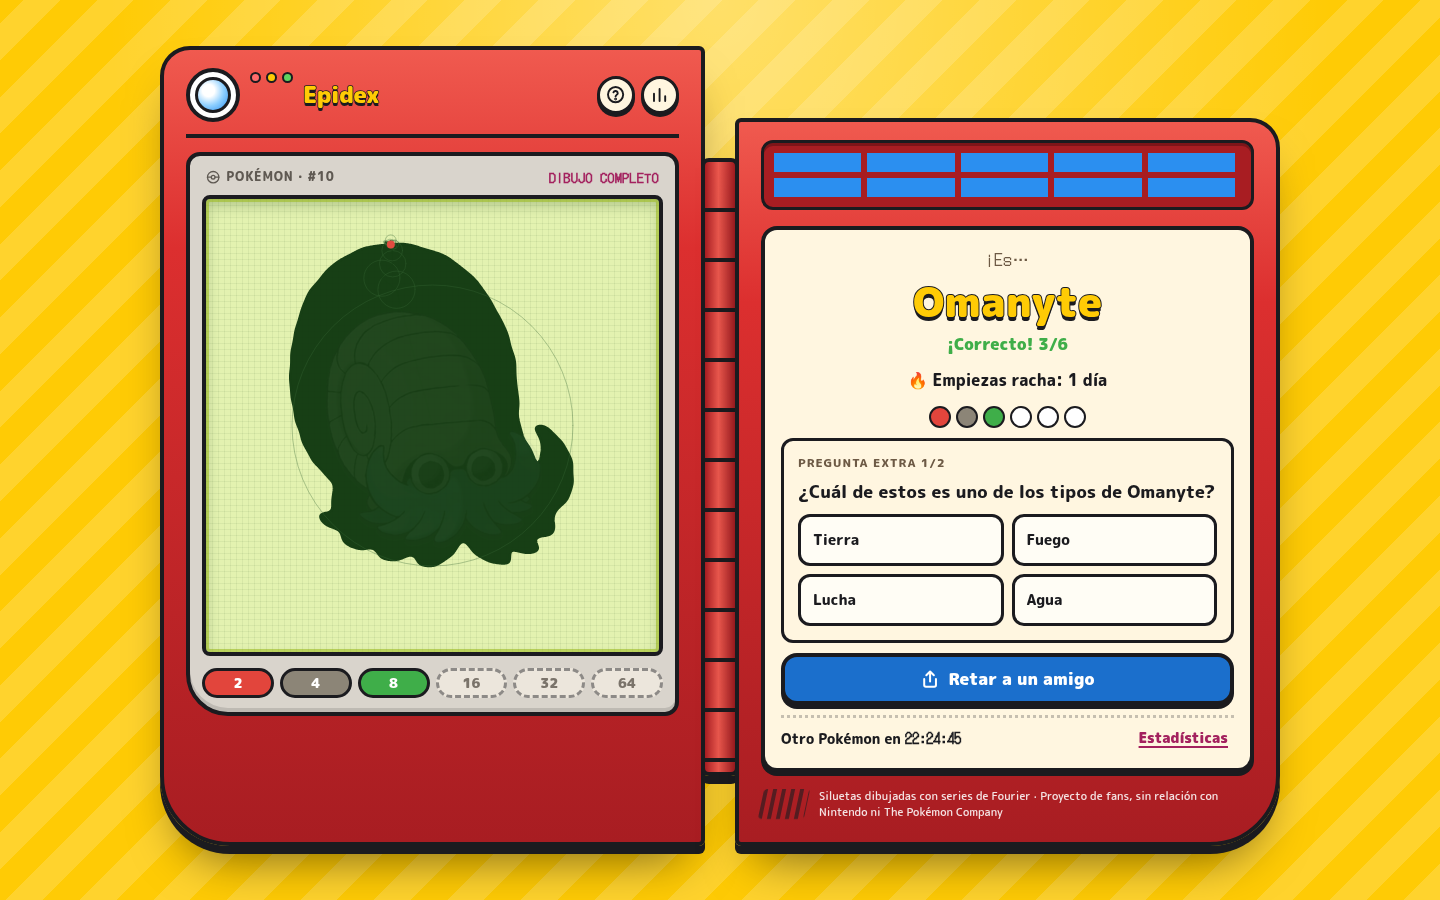 Epidex
POKÉMON · #10
DIBUJO COMPLETO
2
4
8
16
32
64
¡Es...
Omanyte
¡Correcto! 3/6
🔥 Empiezas racha: 1 día
PREGUNTA EXTRA 1/2
¿Cuál de estos es uno de los tipos de Omanyte?
Tierra
Fuego
Lucha
Agua
Retar a un amigo
Otro Pokémon en 22:24:45
Estadísticas
Siluetas dibujadas con series de Fourier · Proyecto de fans, sin relación con
Nintendo ni The Pokémon Company